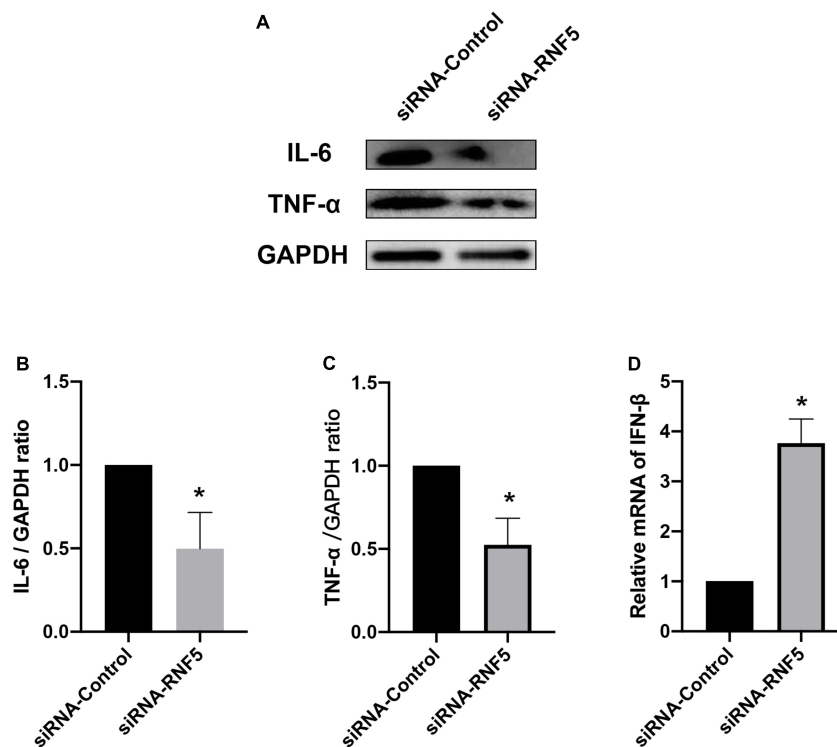 A
siRNA-Control
siRNA-RNF5
IL-6
TNF-α
GAPDH
B
IL-6 / GAPDH ratio
1.5
1.0
0.5
0.0
*
siRNA-Control
siRNA-RNF5
C
TNF-α /GAPDH ratio
1.5
1.0
0.5
0.0
*
siRNA-Control
siRNA-RNF5
D
Relative mRNA of IFN-β
5
4
3
2
1
0
*
siRNA-Control
siRNA-RNF5